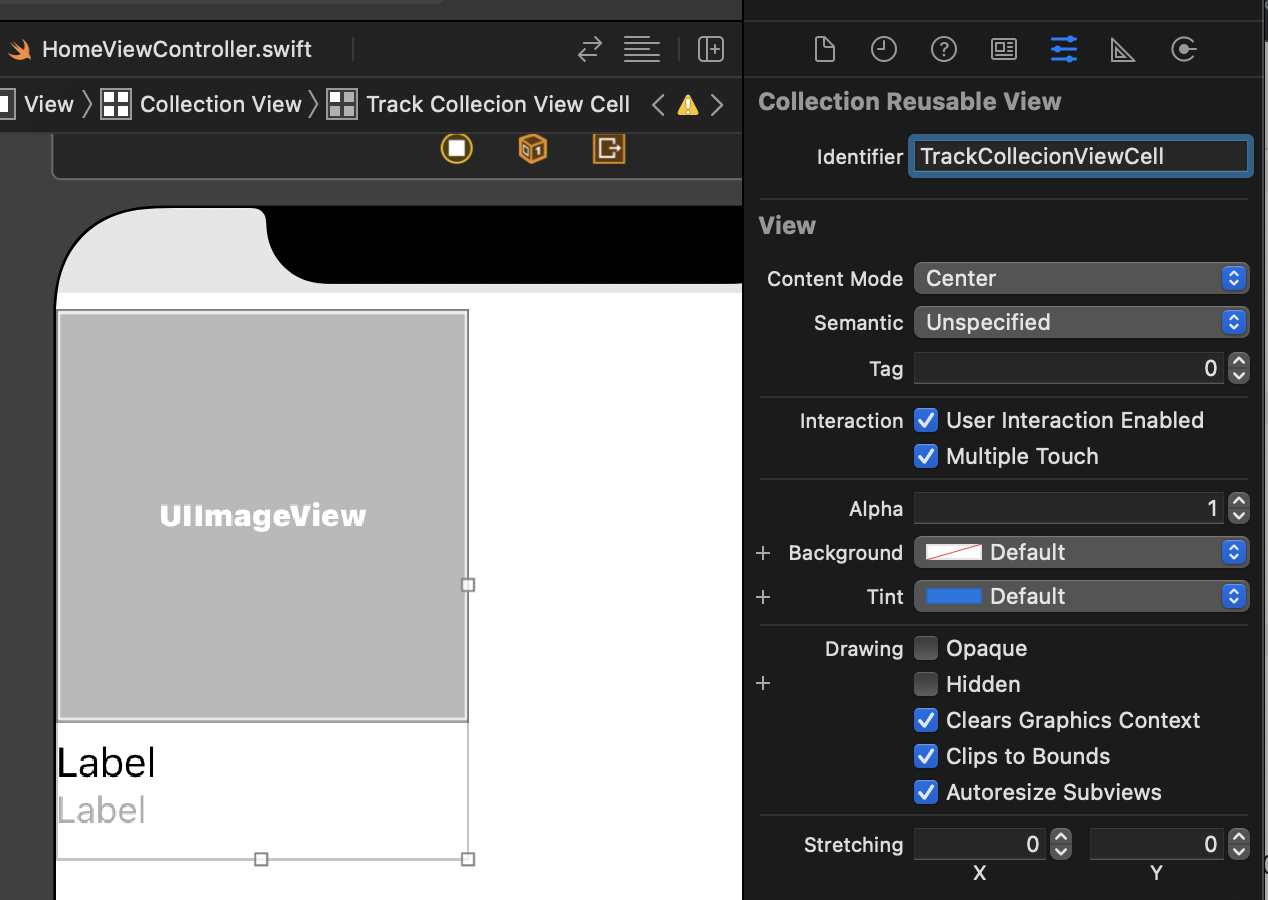 HomeViewController.swift
View
Collection View
Track Collecion View Cell
UIImageView
Label
Label
Collection Reusable View
Identifier TrackCollecionViewCell
View
Content Mode Center
Semantic Unspecified
Tag 0
Interaction User Interaction Enabled
Multiple Touch
Alpha 1
+ Background Default
+ Tint Default
Drawing Opaque
+ Hidden
Clears Graphics Context
Clips to Bounds
Autoresize Subviews
Stretching 0 0
X Y